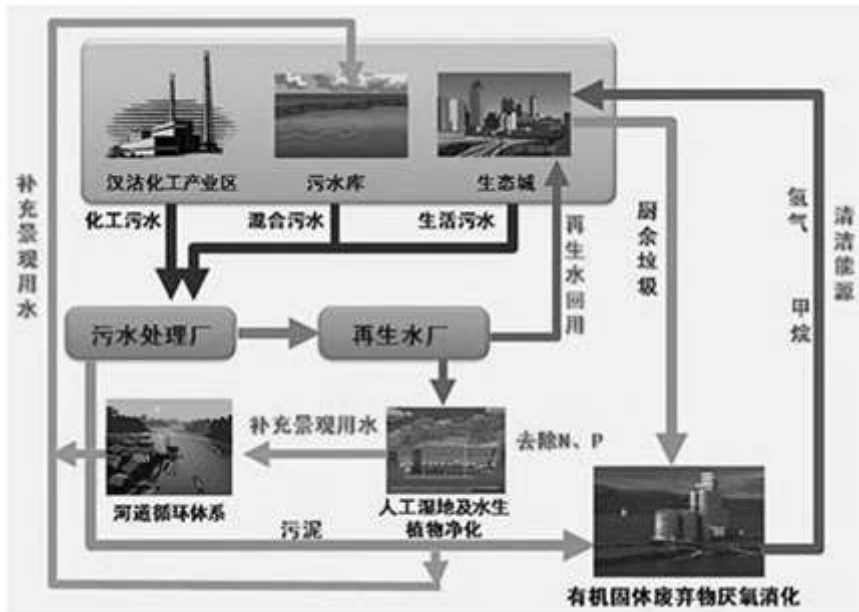 汉沽化工产业区
污水库
生态城
化工污水
混合污水
生活污水
补充景观用水
再生水回用
厨余垃圾
氢气 甲烷
清洁能源
污水处理厂
再生水厂
补充景观用水
去除N、P
河道循环体系
人工湿地及水生
植物净化
污泥
有机固体废弃物厌氧消化